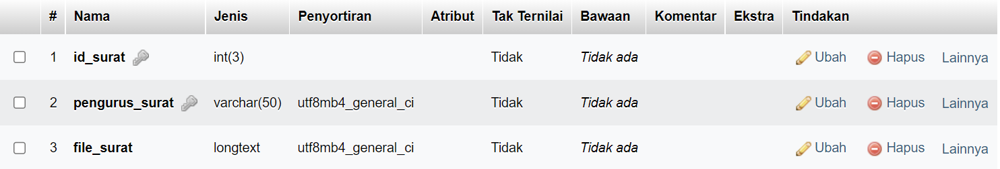 # Nama Jenis Penyortiran Atribut Tak Ternilai Bawaan Komentar Ekstra Tindakan
1 id_surat int(3) Tidak Tidak ada Ubah Hapus Lainnya
2 pengurus_surat varchar(50) utf8mb4_general_ci Tidak Tidak ada Ubah Hapus Lainnya
3 file_surat longtext utf8mb4_general_ci Tidak Tidak ada Ubah Hapus Lainnya